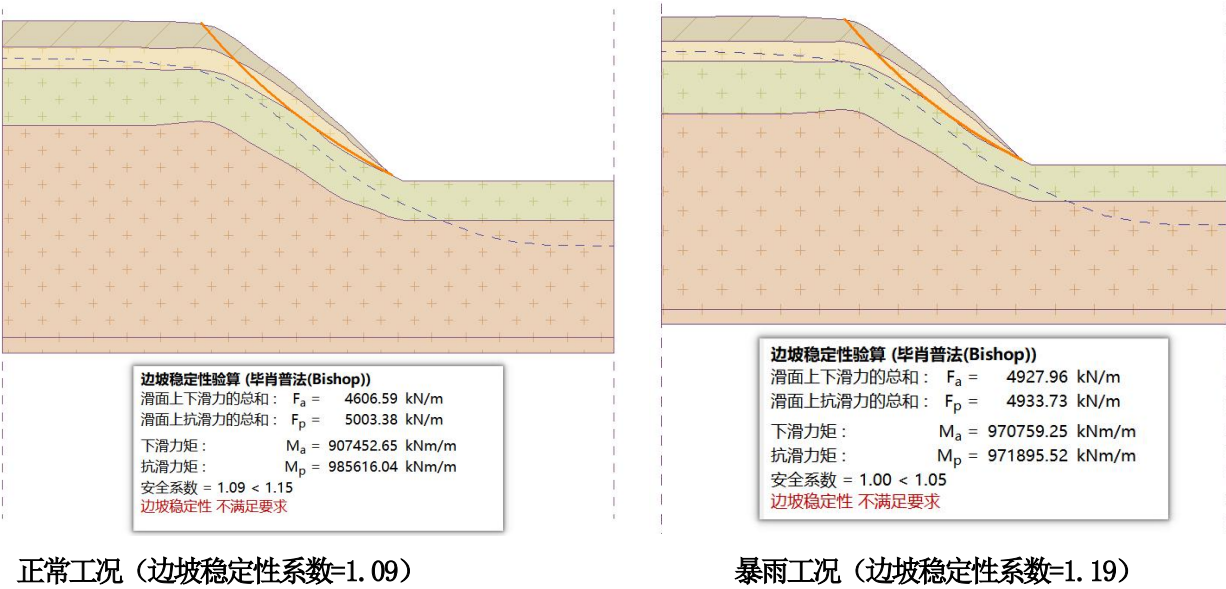 边坡稳定性验算 (毕肖普法(Bishop))
滑面上下滑力的总和： Fa = 4606.59 kN/m
滑面上抗滑力的总和： Fp = 5003.38 kN/m
下滑力矩： Ma = 907452.65 kNm/m
抗滑力矩： Mp = 985616.04 kNm/m
安全系数 = 1.09 < 1.15
边坡稳定性 不满足要求
正常工况（边坡稳定性系数=1.09）
边坡稳定性验算 (毕肖普法(Bishop))
滑面上下滑力的总和： Fa = 4927.96 kN/m
滑面上抗滑力的总和： Fp = 4933.73 kN/m
下滑力矩： Ma = 970759.25 kNm/m
抗滑力矩： Mp = 971895.52 kNm/m
安全系数 = 1.00 < 1.05
边坡稳定性 不满足要求
暴雨工况（边坡稳定性系数=1.19）